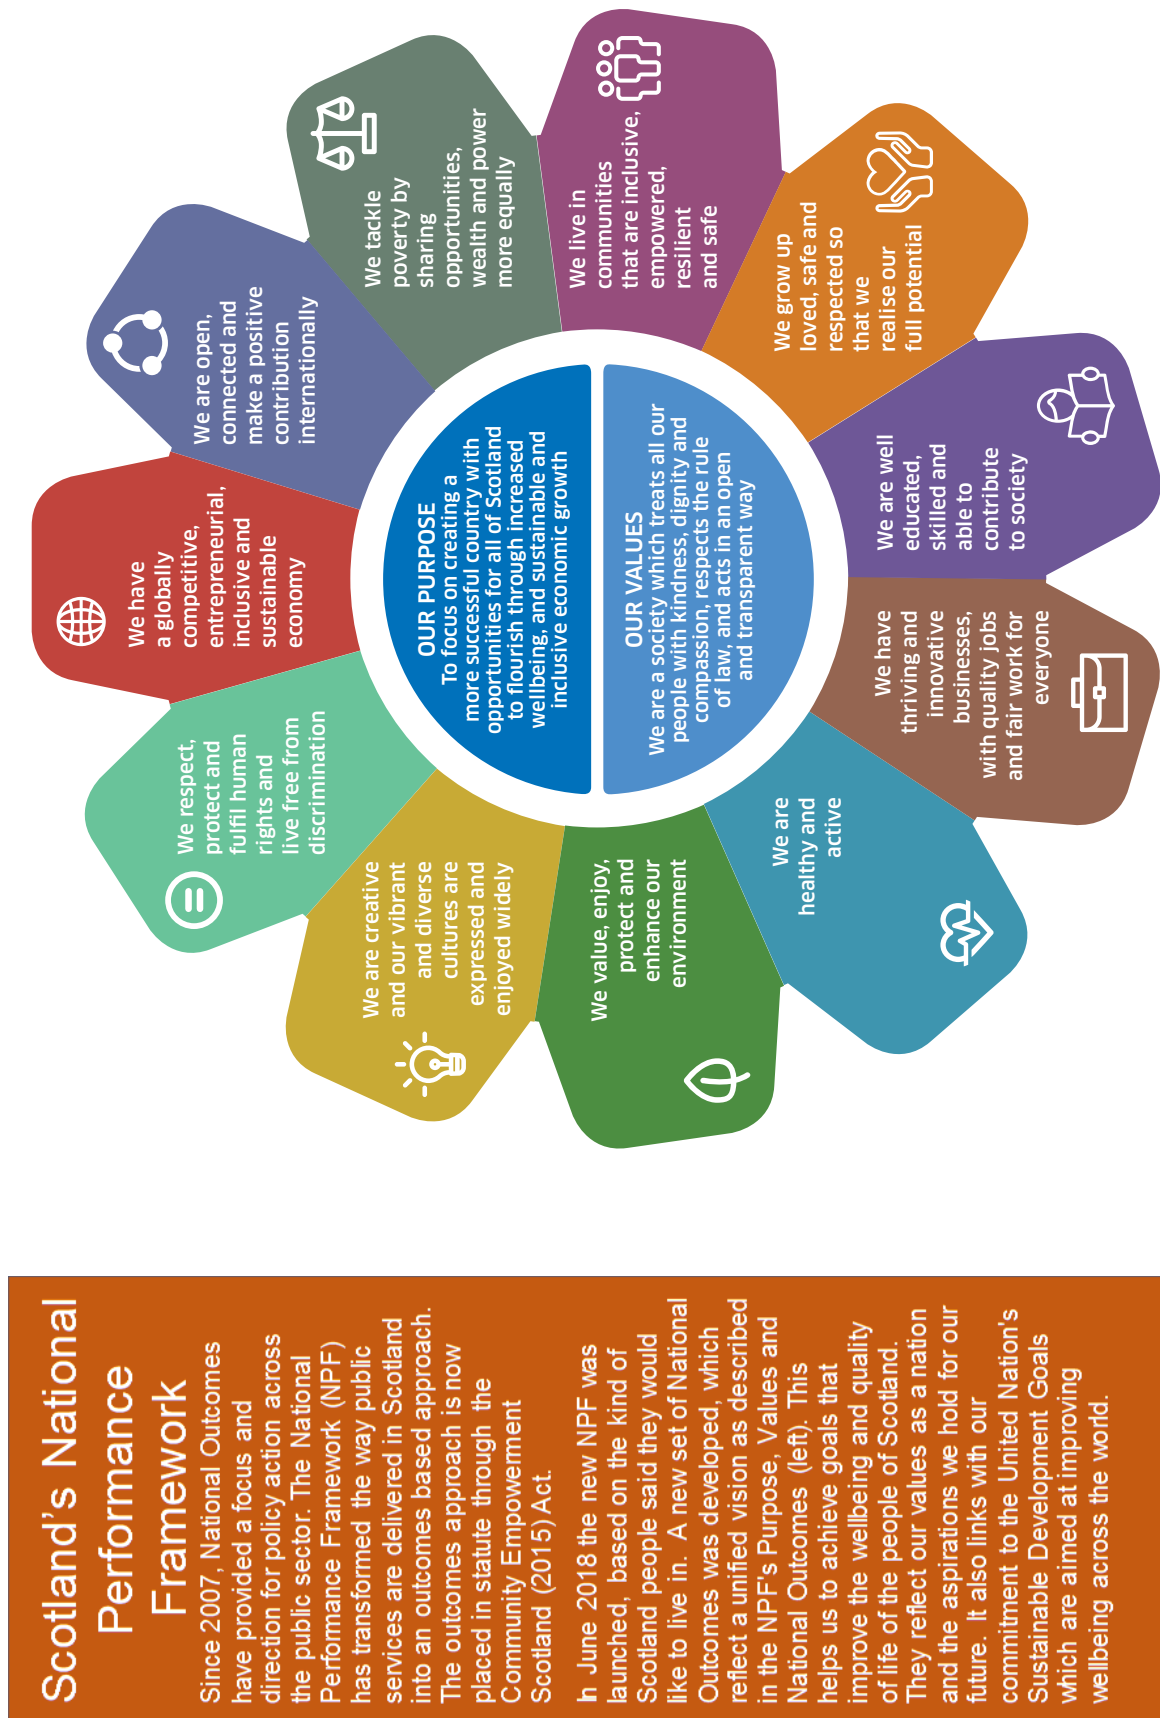 Scotland's National
Performance
Framework
Since 2007, National Outcomes
have provided a focus and
direction for policy action across
the public sector. The National
Performance Framework (NPF)
has transformed the way public
services are delivered in Scotland
into an outcomes based approach.
The outcomes approach is now
placed in statute through the
Community Empowerment
Scotland (2015) Act.
In June 2018 the new NPF was
launched, based on the kind of
Scotland people said they would
like to live in. A new set of National
Outcomes was developed, which
reflect a unified vision as described
in the NPF's Purpose, Values and
National Outcomes (left). This
helps us to achieve goals that
improve the wellbeing and quality
of life of the people of Scotland.
They reflect our values as a nation
and the aspirations we hold for our
future. It also links with our
commitment to the United Nation's
Sustainable Development Goals
which are aimed at improving
wellbeing across the world.
OUR PURPOSE
To focus on creating a
more successful country with
opportunities for all of Scotland
to flourish through increased
wellbeing, and sustainable and
inclusive economic growth
OUR VALUES
We are a society which treats all our
people with kindness, dignity and
compassion, respects the rule
of law, and acts in an open
and transparent way
We have
a globally
competitive,
entrepreneurial,
inclusive and
sustainable
economy
We are open,
connected and
make a positive
contribution
internationally
We tackle
poverty by
sharing
opportunities,
wealth and power
more equally
We live in
communities
that are inclusive,
empowered,
resilient
and safe
We grow up
loved, safe and
respected so
that we
realise our
full potential
We are well
educated,
skilled and
able to
contribute
to society
We have
thriving and
innovative
businesses,
with quality jobs
and fair work for
everyone
We are
healthy and
active
We value, enjoy,
protect and
enhance our
environment
We are creative
and our vibrant
and diverse
cultures are
expressed and
enjoyed widely
We respect,
protect and
fulfil human
rights and
live free from
discrimination